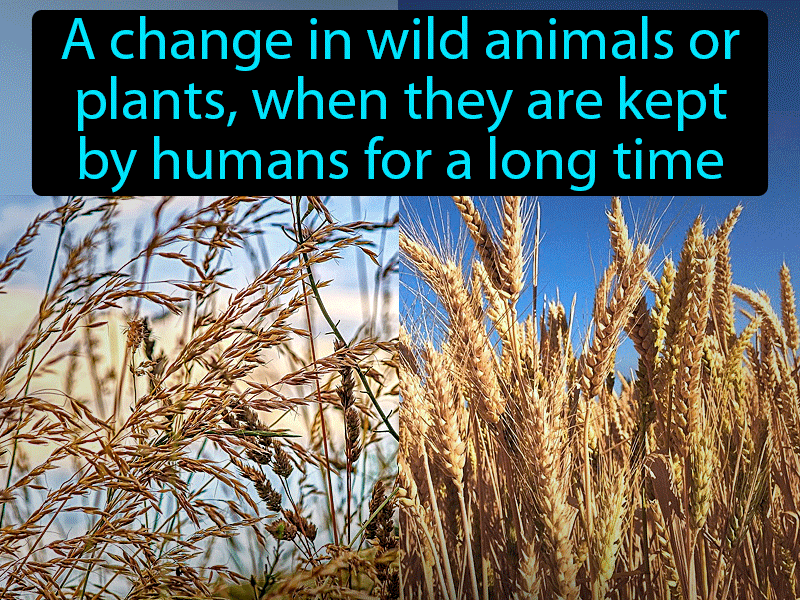 A change in wild animals or
plants, when they are kept
by humans for a long time